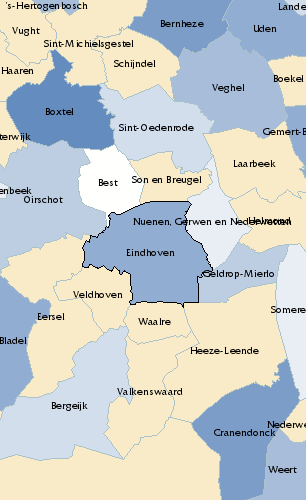 's-Hertogenbosch
Lande
Bernheze
Vught
Uden
Sint-Michielsgestel
Schijndel
Haaren
Boekel
Veghel
Boxtel
Sint-Oedenrode
Gemert-B
terwijk
Laarbeek
Son en Breugel
Best
enbeek
Oirschot
Nuenen, Gerwen en Nederwetten
Helmond
Eindhoven
Geldrop-Mierlo
Veldhoven
Somere
Eersel
Waalre
Bladel
Heeze-Leende
Valkenswaard
Bergeijk
Nederwe
Cranendonck
Weert